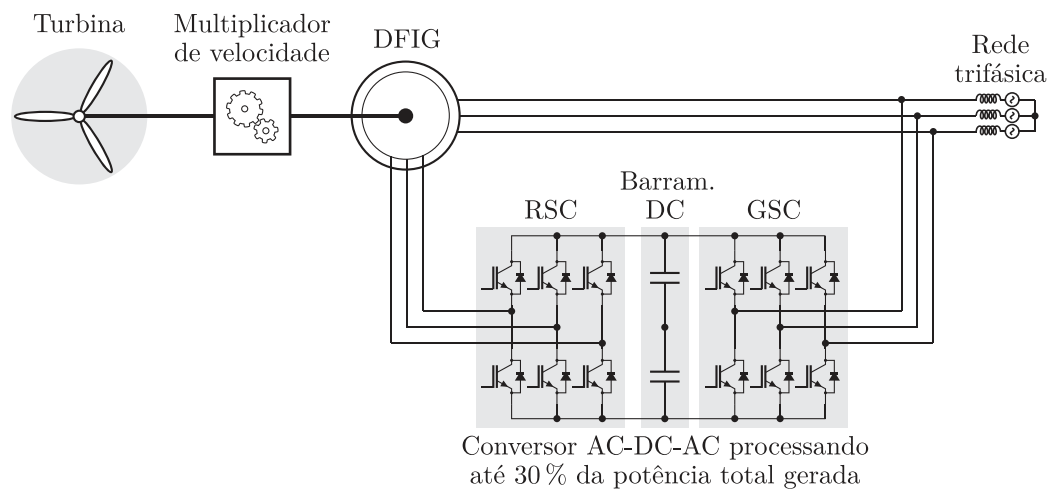 Turbina
Multiplicador
de velocidade
DFIG
Rede
trifásica
RSC
Barram.
DC
GSC
Conversor AC-DC-AC processando
até 30 % da potência total gerada